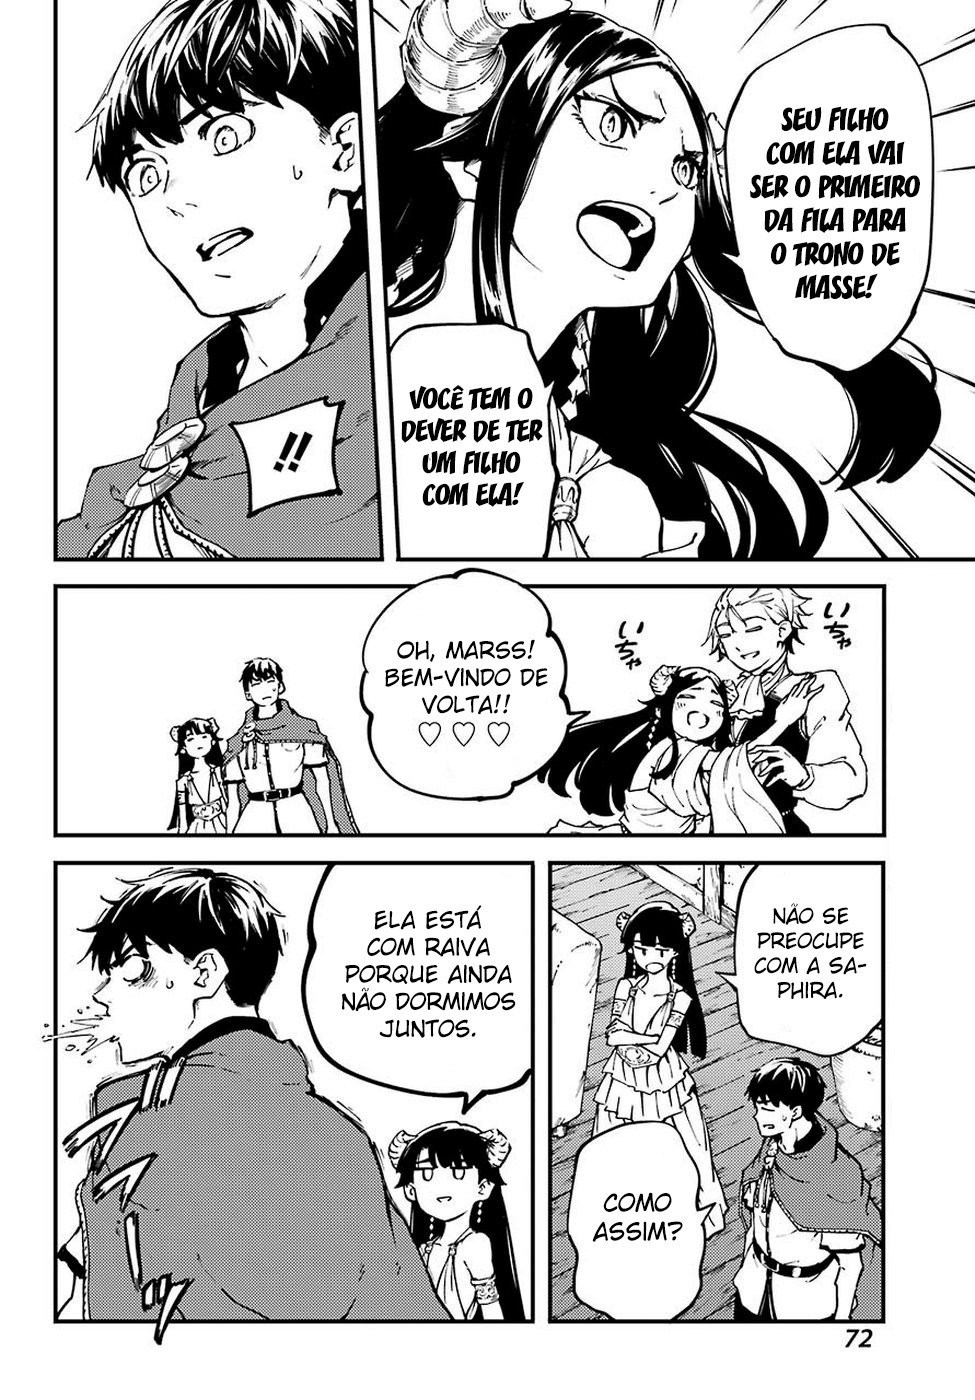 SEU FILHO
COM ELA VAI
SER O PRIMEIRO
DA FILA PARA
O TRONO DE
MASSE!
VOCÊ TEM O
DEVER DE TER
UM FILHO
COM ELA!
!!
いちゃ
いちゃ
OH, MARSS!
BEM-VINDO DE
VOLTA!!
♡ ♡ ♡
NÃO SE
PREOCUPE
COM A SA-
PHIRA.
COMO
ASSIM?
ELA ESTÁ
COM RAIVA
PORQUE AINDA
NÃO DORMIMOS
JUNTOS.
72